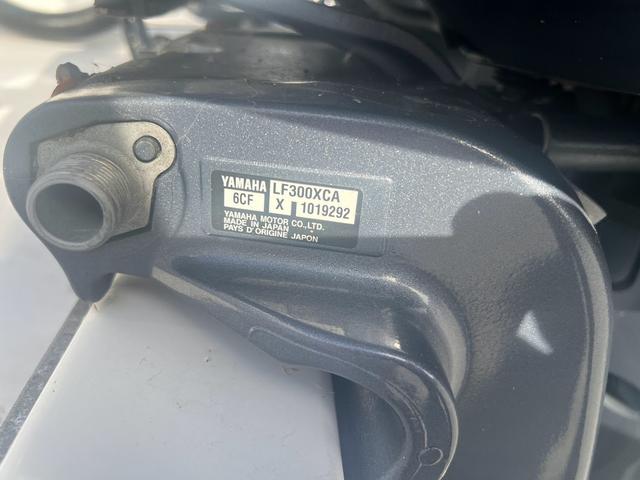 YAMAHA LF300XCA
6CF X 1019292
YAMAHA MOTOR CO.,LTD.
MADE IN JAPAN
PAYS D'ORIGINE JAPON